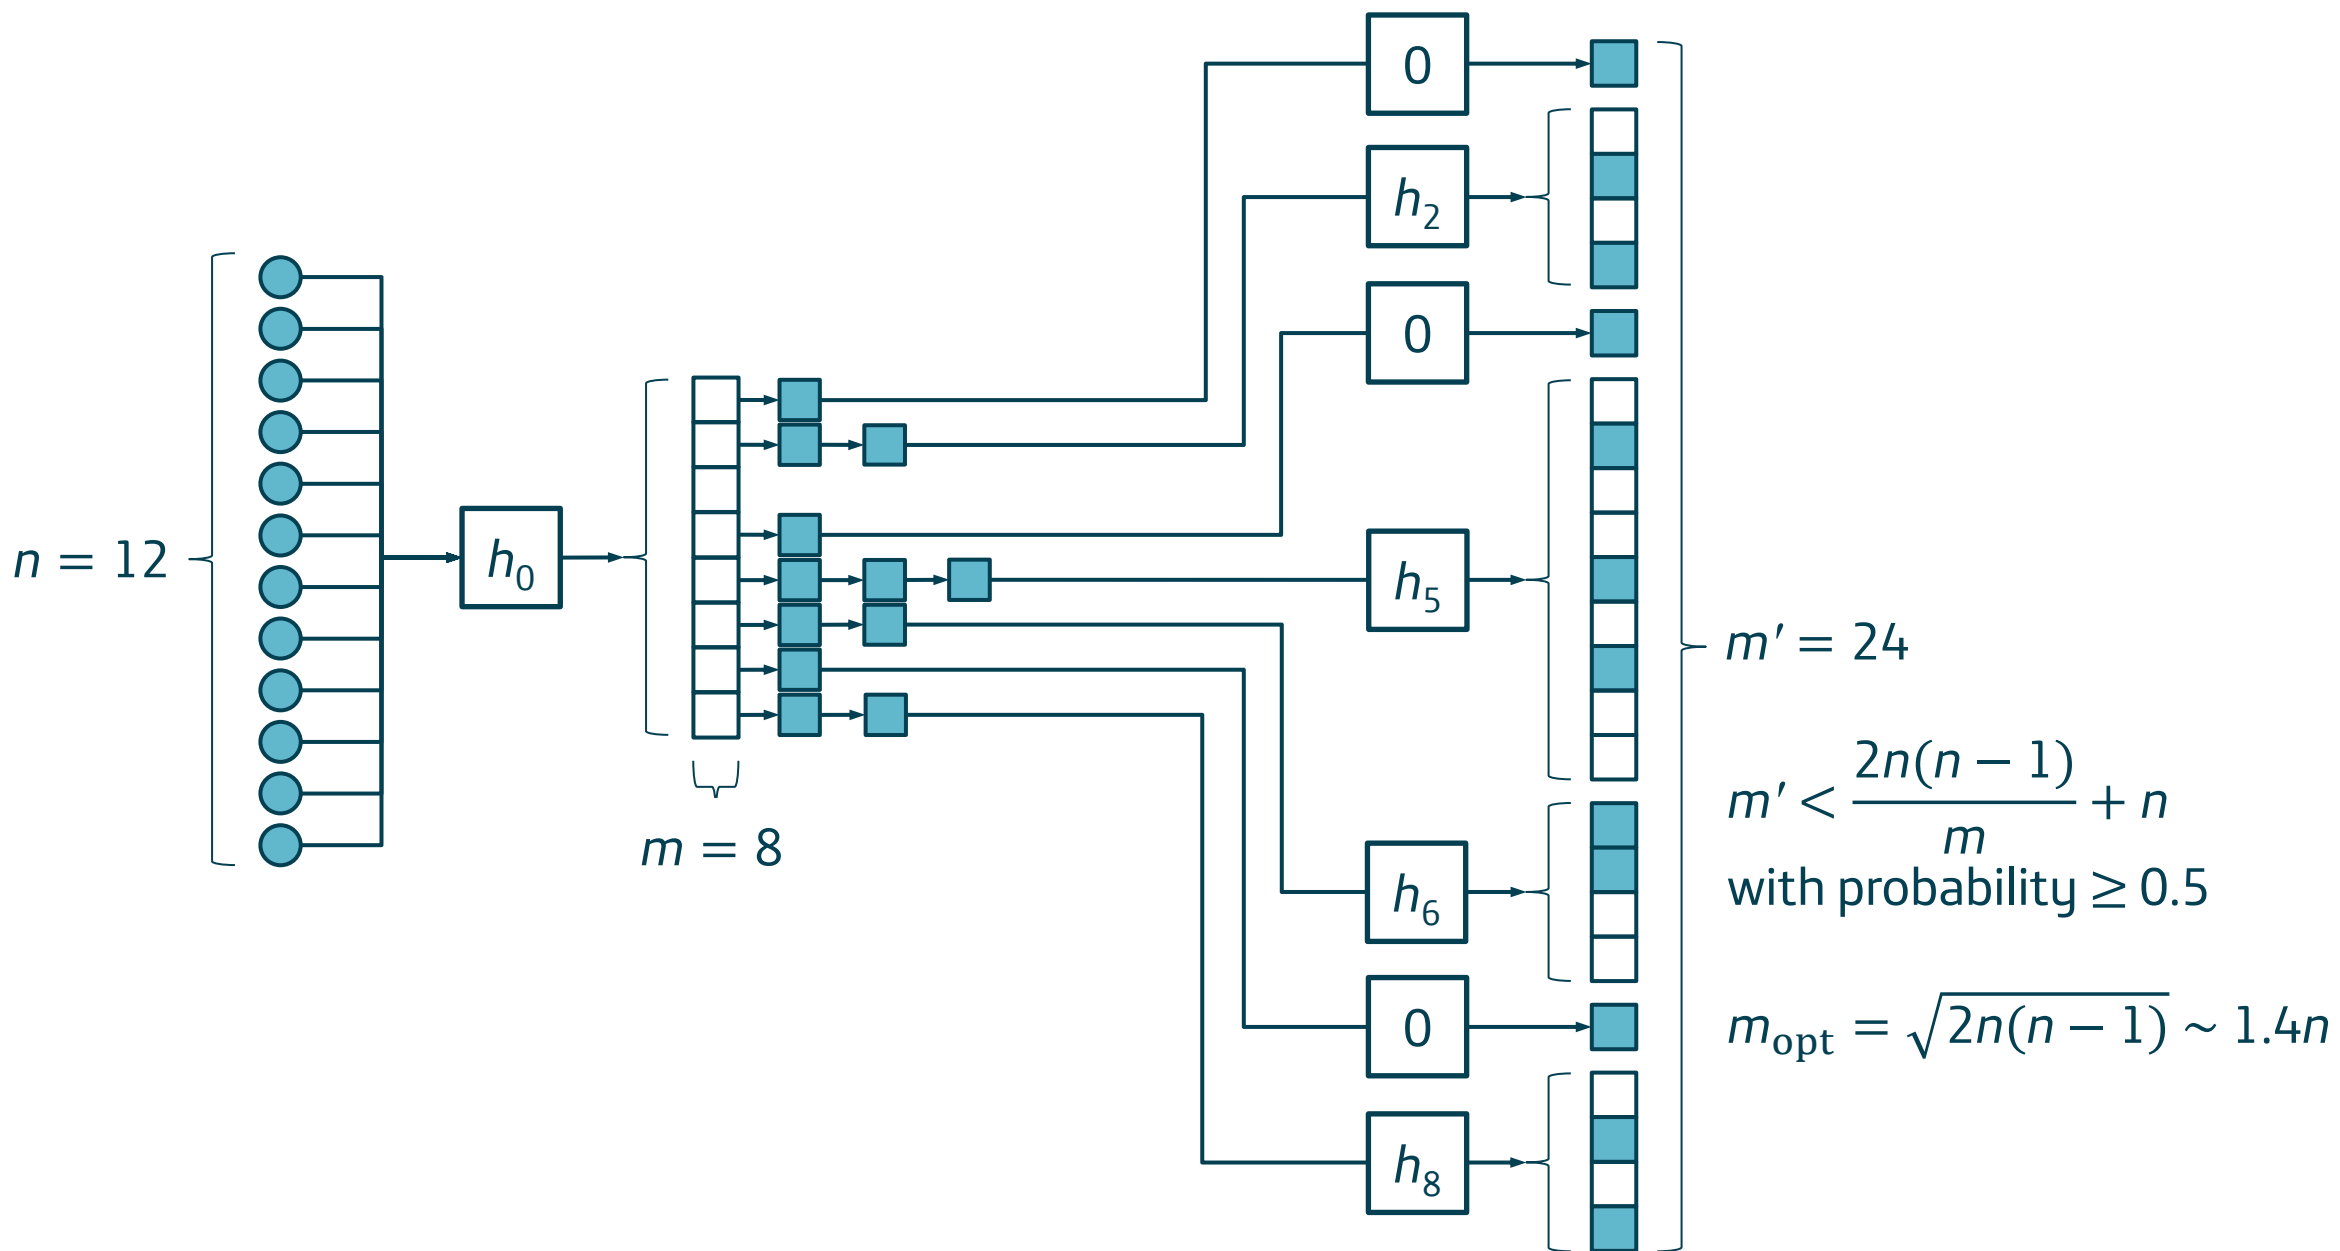 0
h₂
0
n = 12
h₀
h₅
m′ = 24
m′ < 2n(n − 1)/m + n
m = 8
with probability ≥ 0.5
h₆
0
m_opt = √(2n(n − 1)) ~ 1.4n
h₈